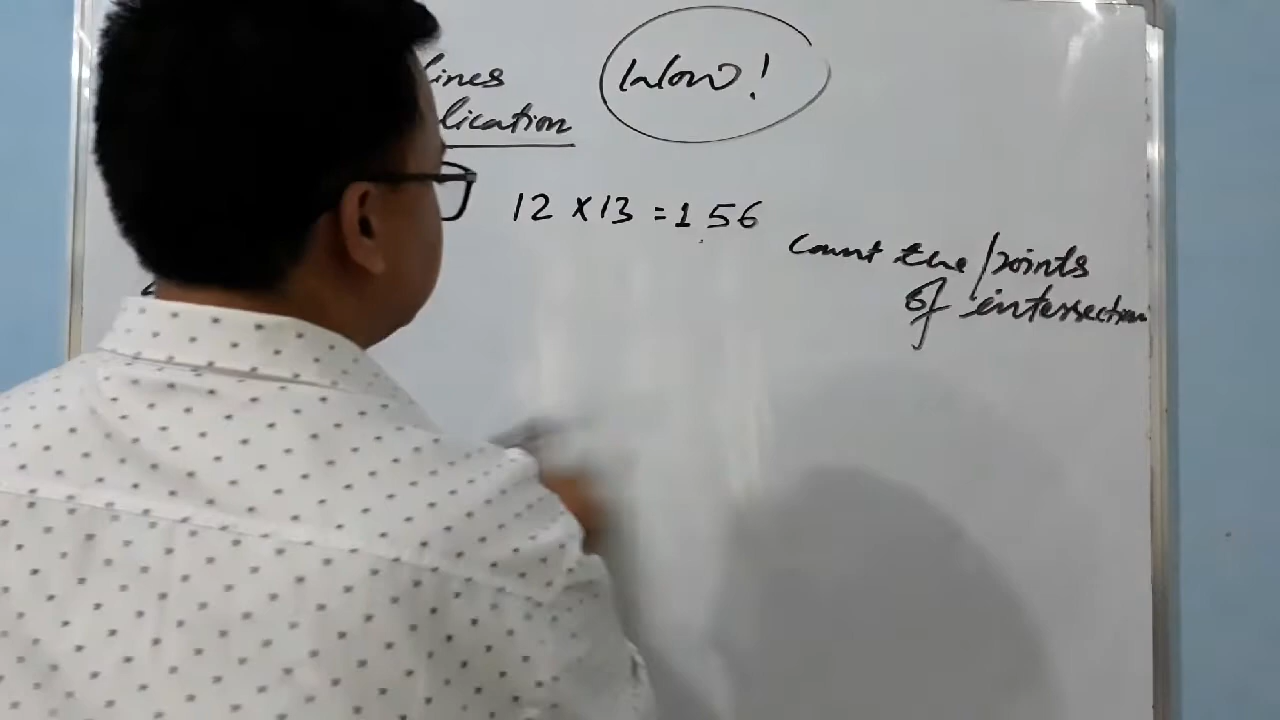 lines
Wow!
lication
12 × 13 = 156
Count the points
of intersection